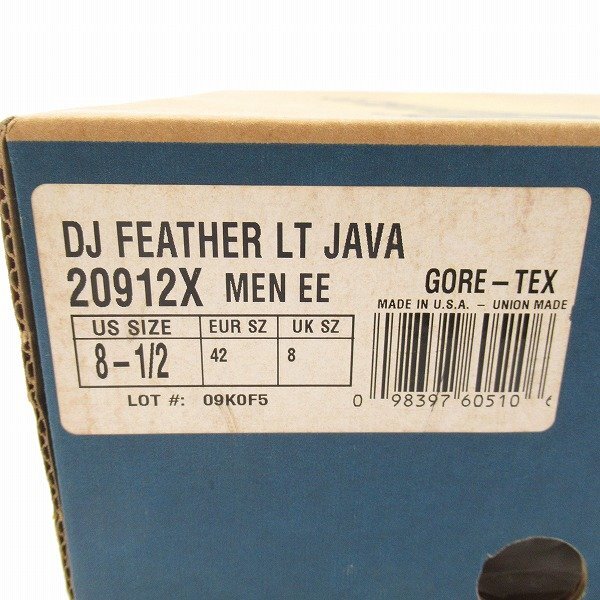 DJ FEATHER LT JAVA
20912X MEN EE
GORE-TEX
MADE IN U.S.A. - UNION MADE
US SIZE EUR SZ UK SZ
8-1/2 42 8
LOT #: 09K0F5
0 98397 60510 6